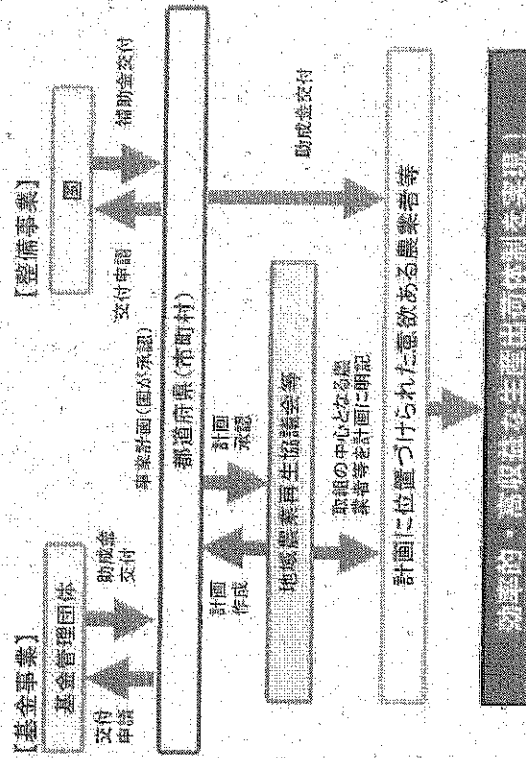 【基金事業】
【整備事業】
基金管理団体
国
交付
申請
助成金
交付
交付申請
補助金交付
事業計画(国が承認)
都道府県(市町村)
計画
作成
計画
承認
助成金交付
地域農業再生協議会等
取組の中心となる農
業者等を計画に明記
計画に位置づけられた意欲ある農業者等
効率的・高収益な生産出荷体制を実現!